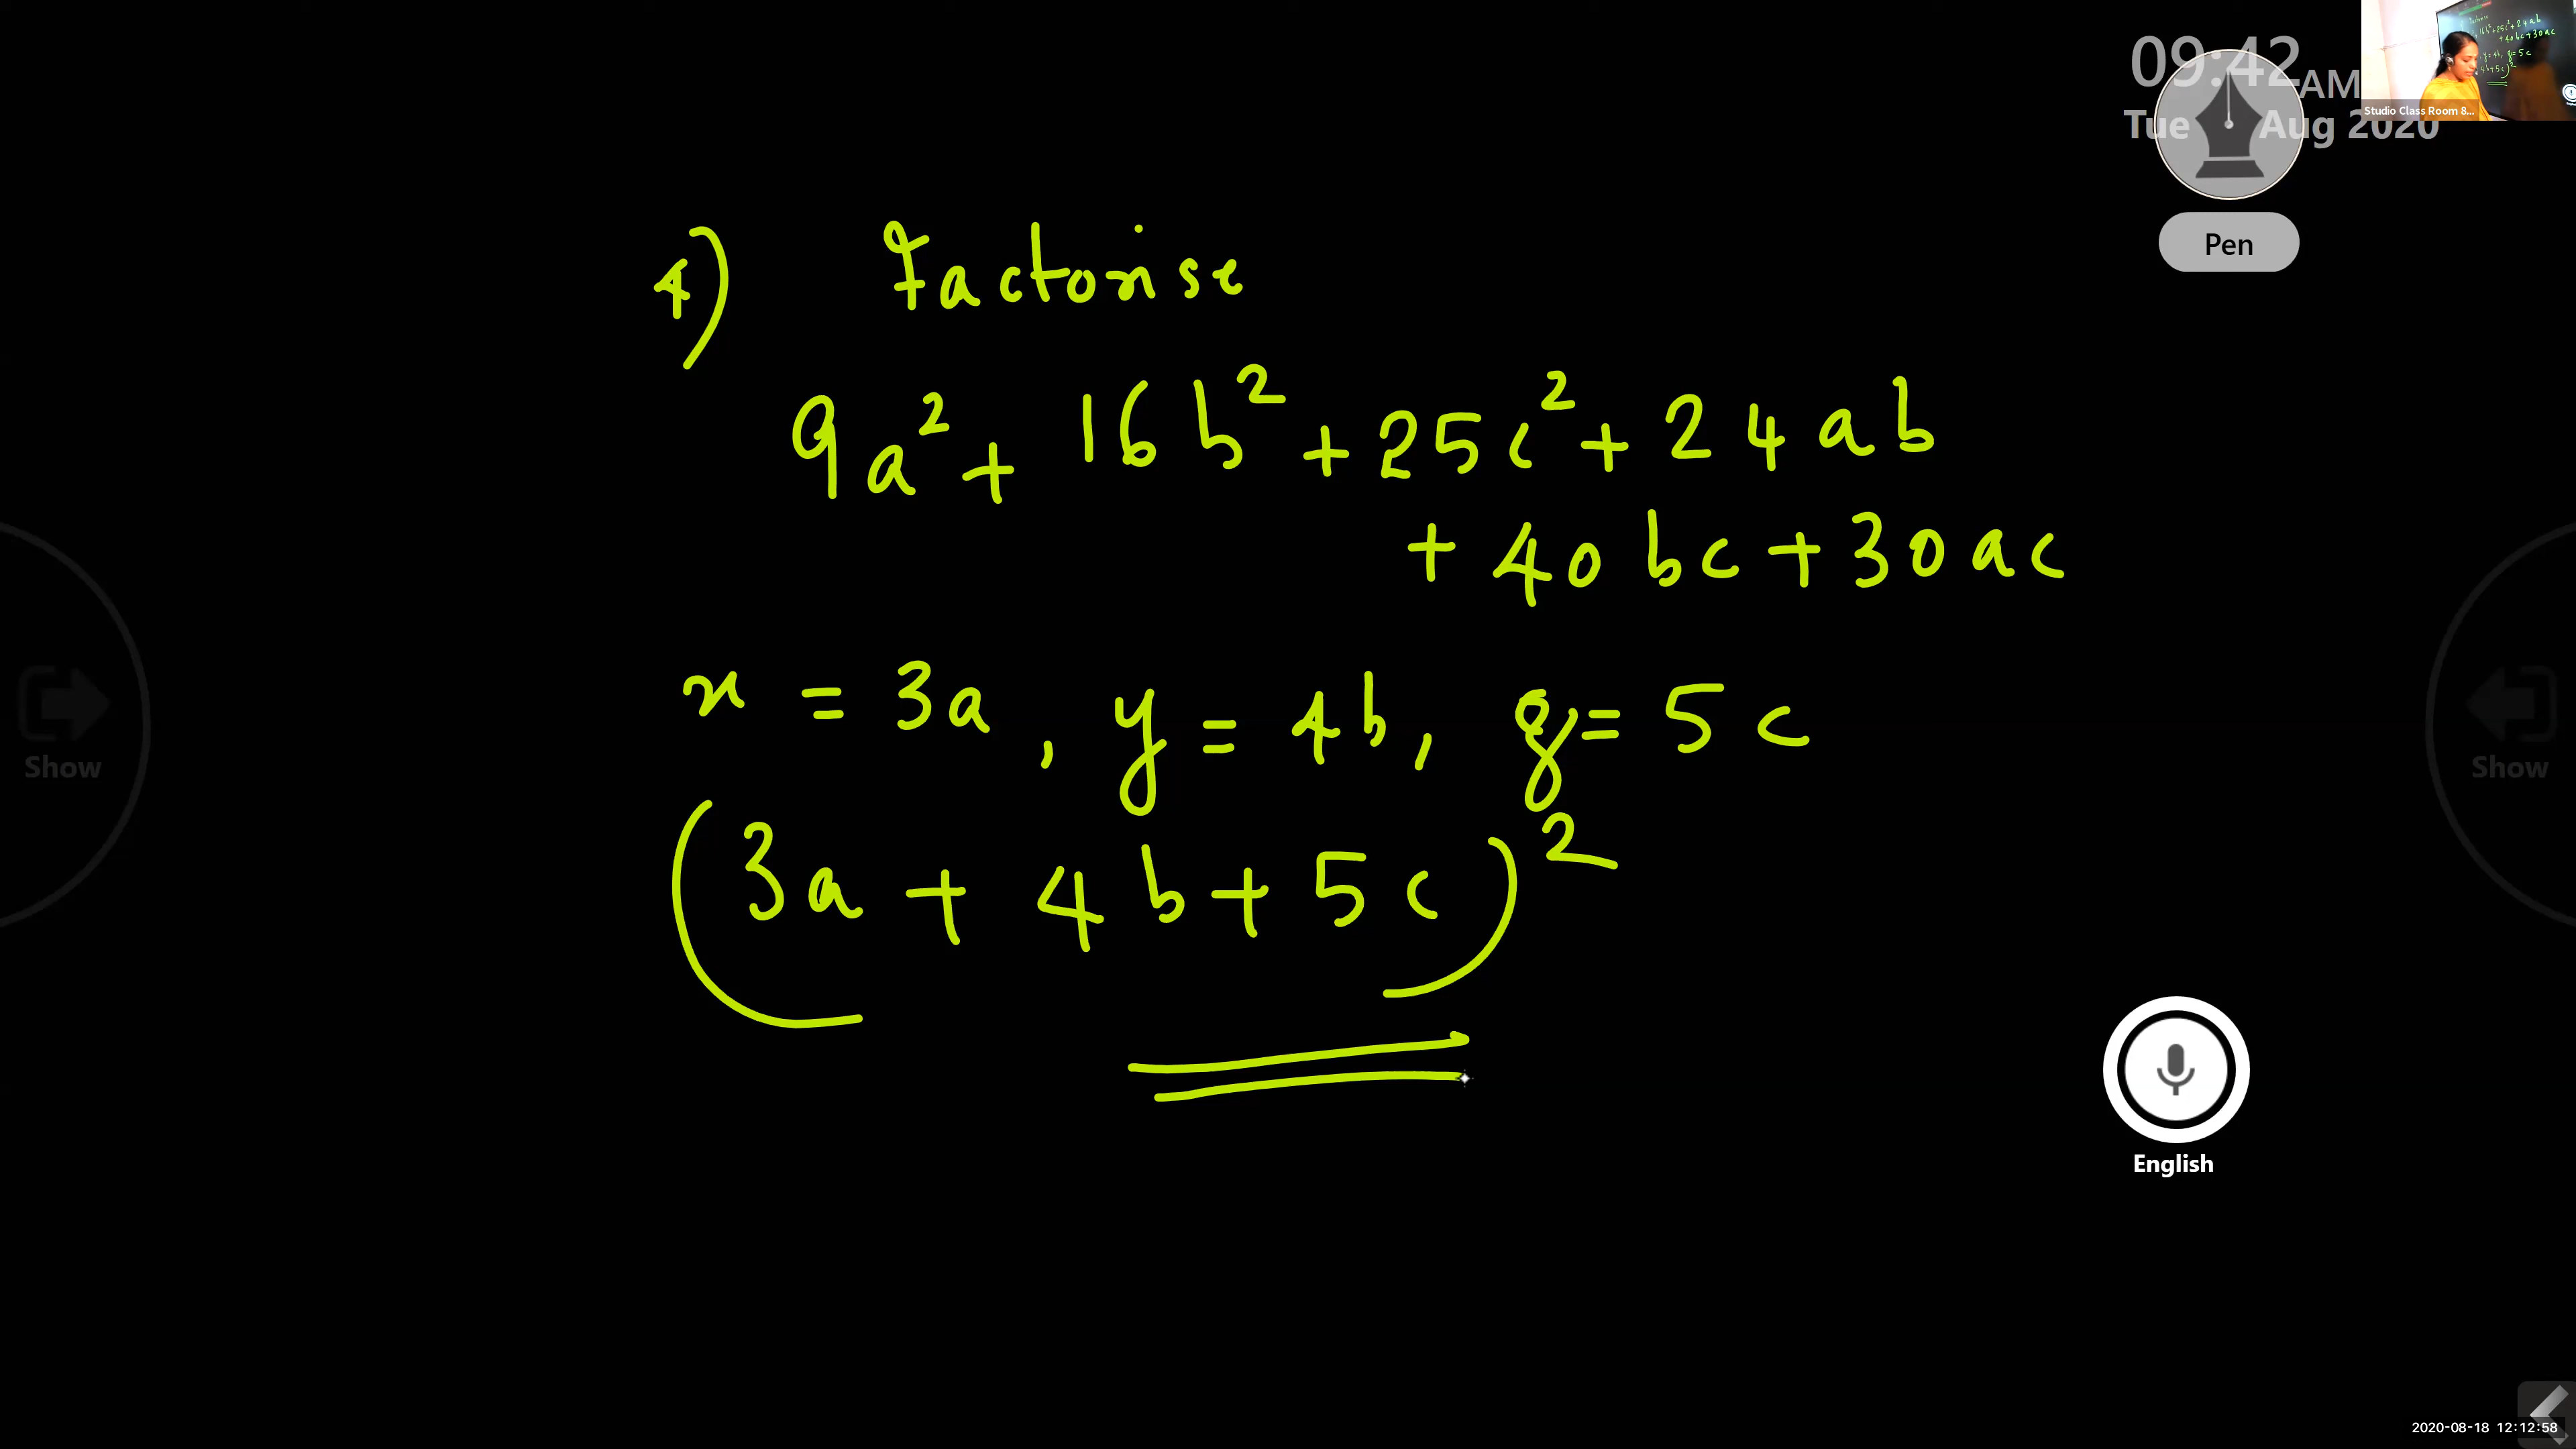 09:42 AM
Tue Aug 2020
Studio Class Room 8...
Pen
4) Factorise
9a² + 16b² + 25c² + 24ab
+ 40bc + 30ac
x = 3a, y = 4b, z = 5c
(3a + 4b + 5c)²
Show
Show
English
2020-08-18 12:12:58